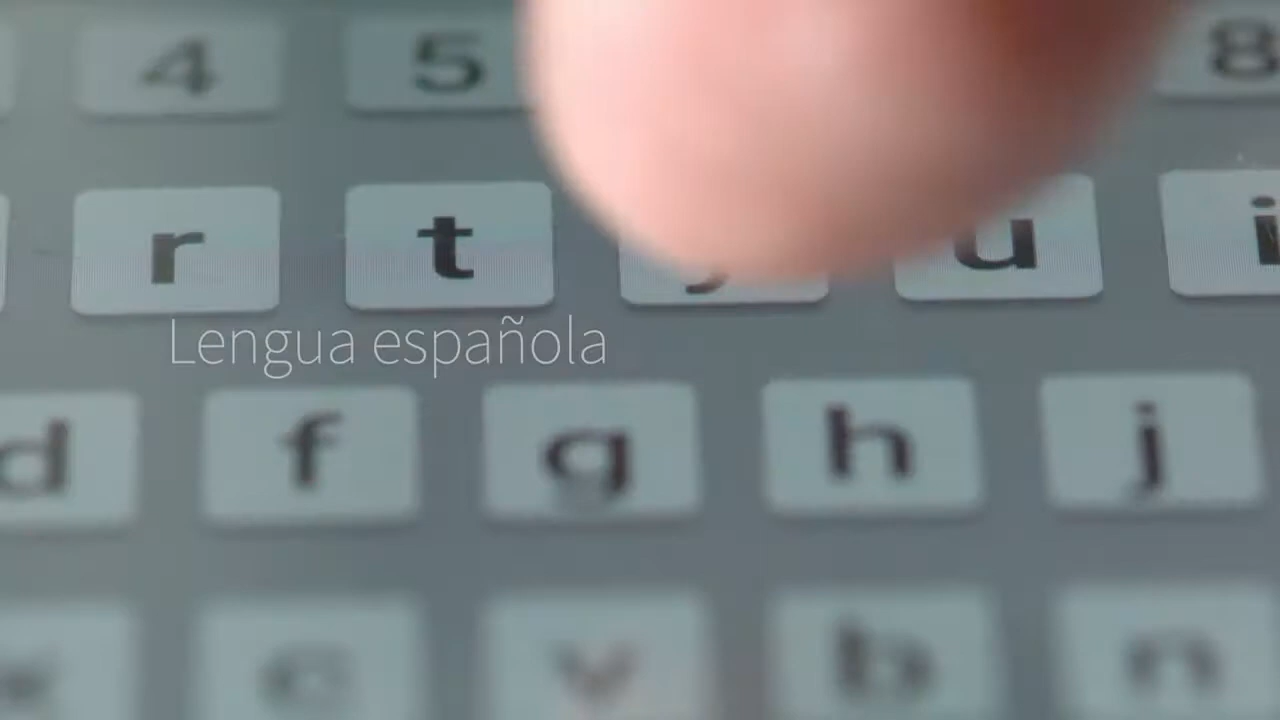 4 5 8
r t y u i
Lengua española
d f g h j
c v b n